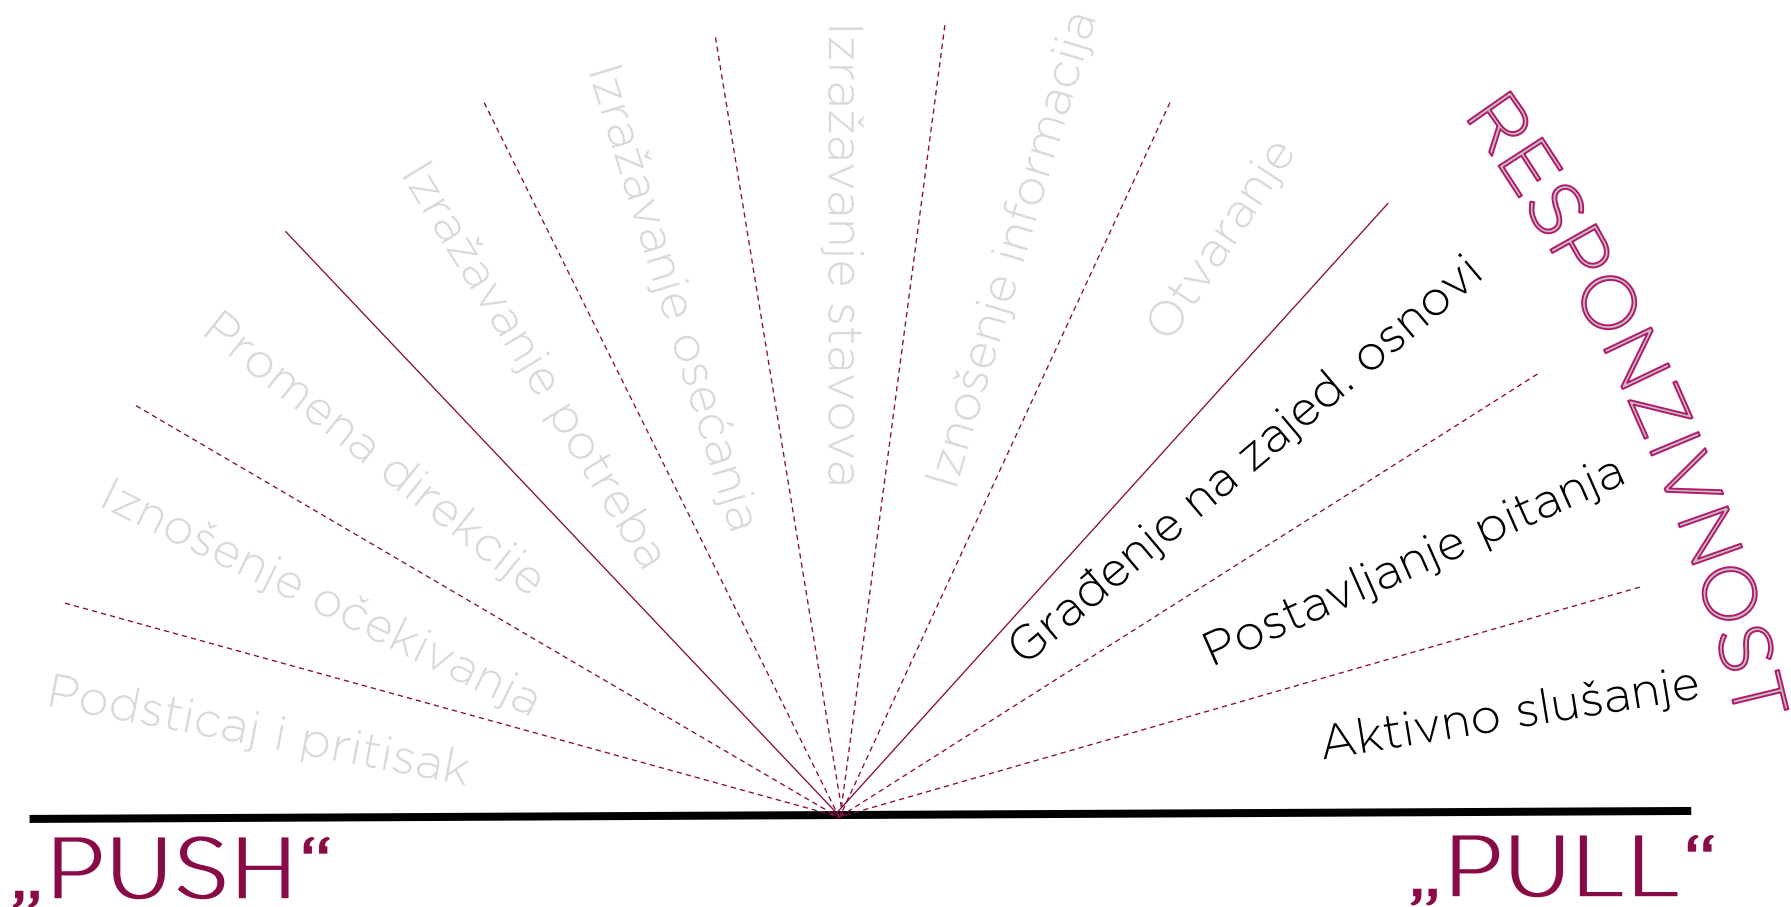 Podsticaj i pritisak
Iznošenje očekivanja
Promena direkcije
Izražavanje potreba
Izražavanje osećanja
Izražavanje stavova
Iznošenje informacija
Otvaranje
Građenje na zajed. osnovi
Postavljanje pitanja
Aktivno slušanje
RESPONZIVNOST
„PUSH“
„PULL“